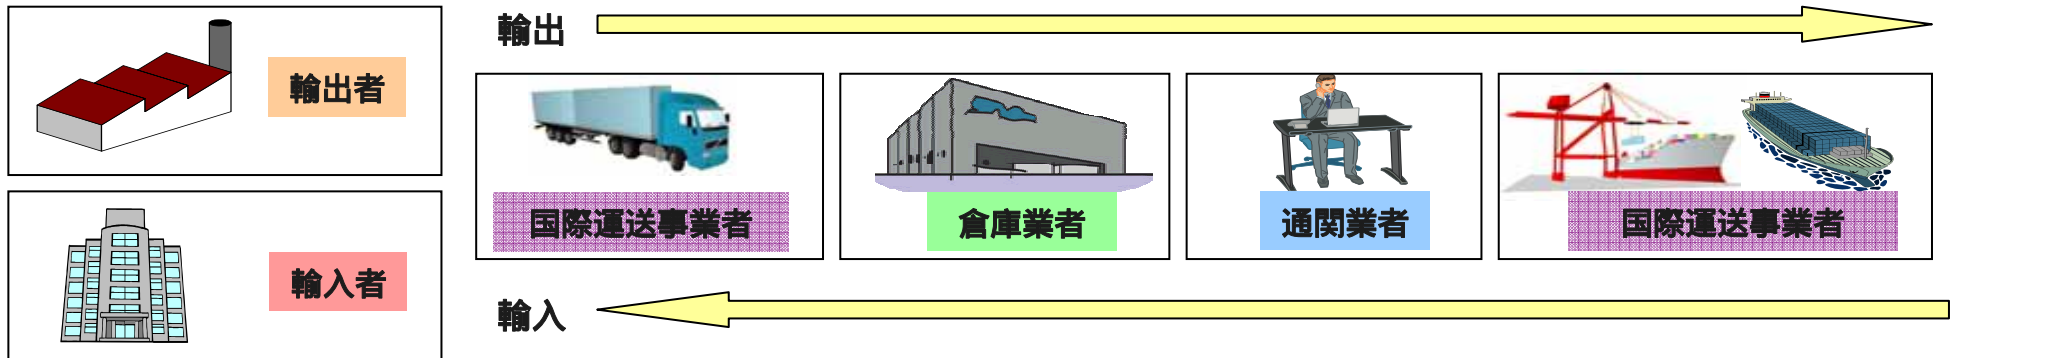 輸出
輸出者
国際運送事業者
倉庫業者
通関業者
国際運送事業者
輸入者
輸入